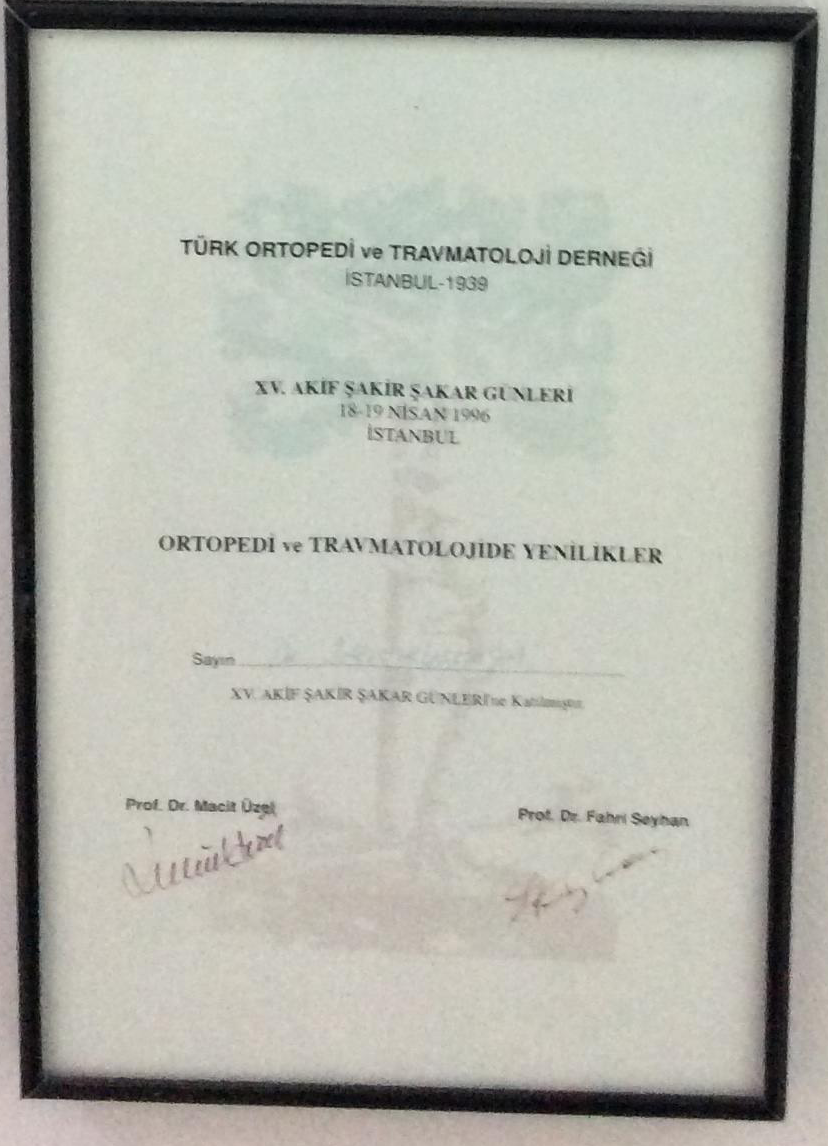 TÜRK ORTOPEDİ ve TRAVMATOLOJİ DERNEĞİ
İSTANBUL-1939
XV. AKİF ŞAKİR ŞAKAR GÜNLERİ
18-19 NİSAN 1996
İSTANBUL
ORTOPEDİ ve TRAVMATOLOJİDE YENİLİKLER
Sayın
XV. AKİF ŞAKİR ŞAKAR GÜNLERİ'ne Katılmıştır.
Prof. Dr. Macit Üzel
Prof. Dr. Fahri Seyhan